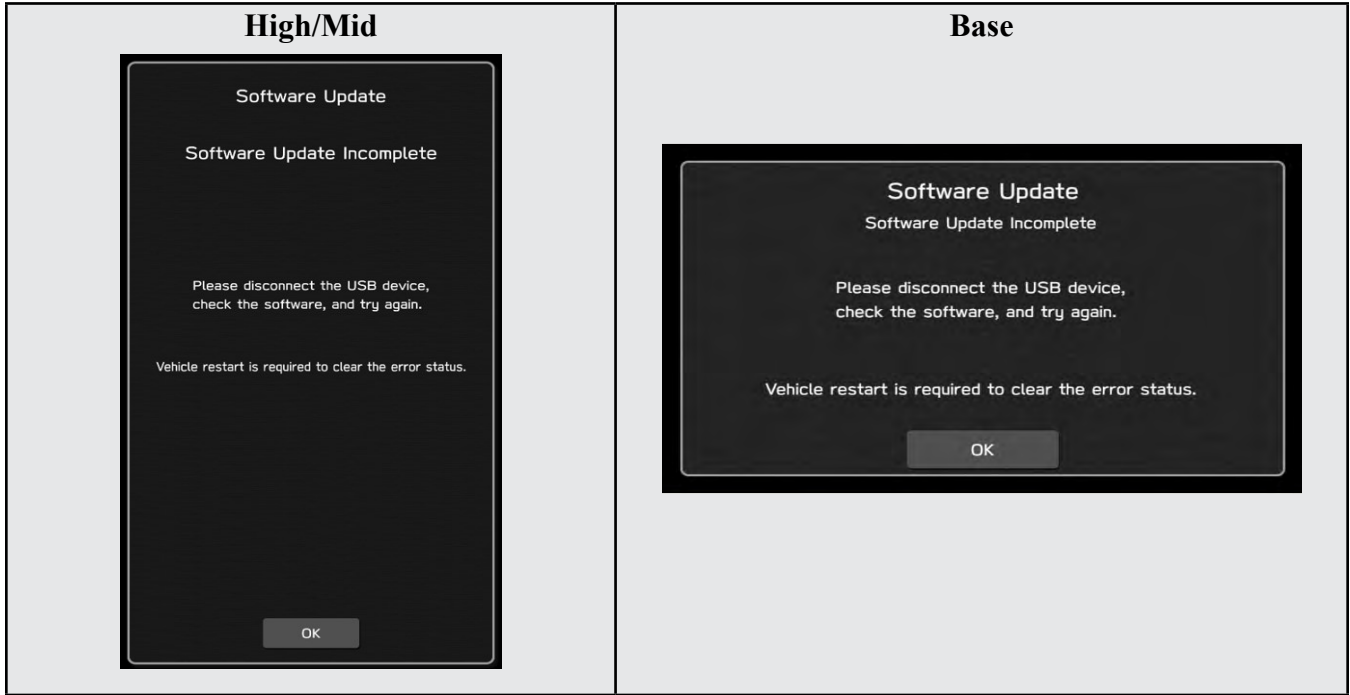 High/Mid
Software Update
Software Update Incomplete
Please disconnect the USB device,
check the software, and try again.
Vehicle restart is required to clear the error status.
OK
Base
Software Update
Software Update Incomplete
Please disconnect the USB device,
check the software, and try again.
Vehicle restart is required to clear the error status.
OK